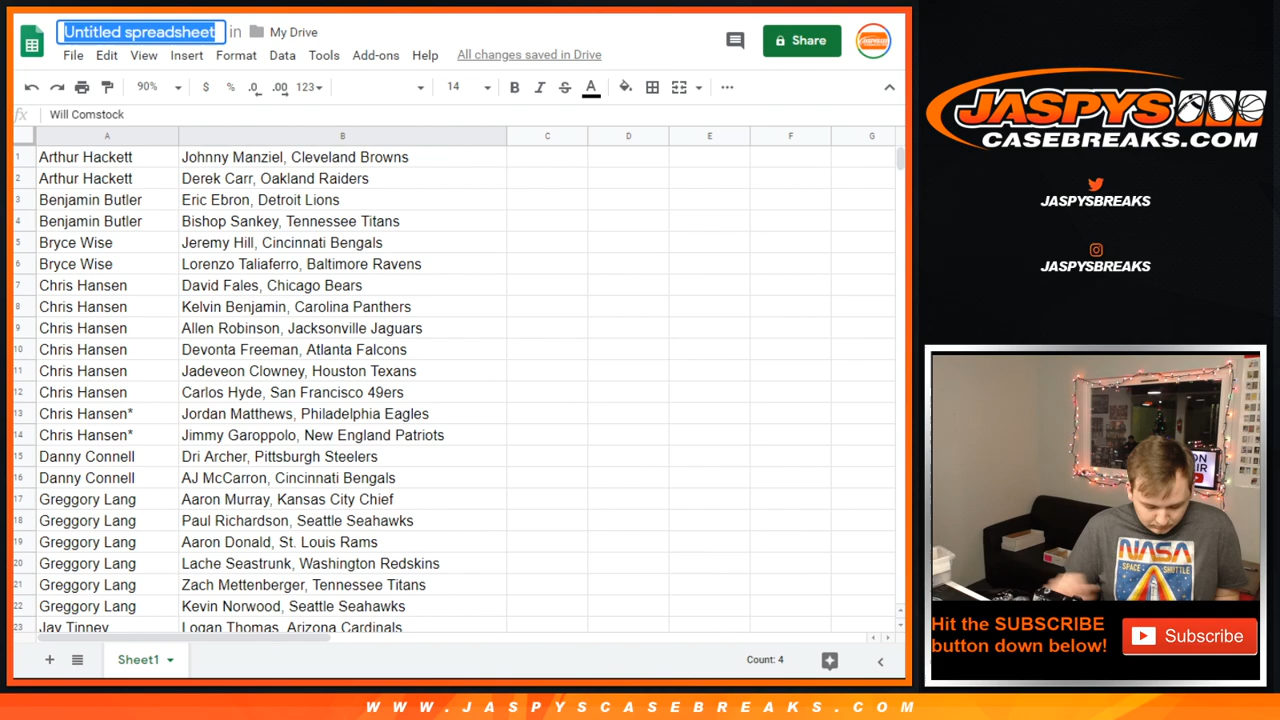 Untitled spreadsheet in My Drive
File Edit View Insert Format Data Tools Add-ons Help All changes saved in Drive
Share
90% $ % .0 .00 123 14 B I S A
fx Will Comstock
A B C D E F G
1 Arthur Hackett Johnny Manziel, Cleveland Browns
2 Arthur Hackett Derek Carr, Oakland Raiders
3 Benjamin Butler Eric Ebron, Detroit Lions
4 Benjamin Butler Bishop Sankey, Tennessee Titans
5 Bryce Wise Jeremy Hill, Cincinnati Bengals
6 Bryce Wise Lorenzo Taliaferro, Baltimore Ravens
7 Chris Hansen David Fales, Chicago Bears
8 Chris Hansen Kelvin Benjamin, Carolina Panthers
9 Chris Hansen Allen Robinson, Jacksonville Jaguars
10 Chris Hansen Devonta Freeman, Atlanta Falcons
11 Chris Hansen Jadeveon Clowney, Houston Texans
12 Chris Hansen Carlos Hyde, San Francisco 49ers
13 Chris Hansen* Jordan Matthews, Philadelphia Eagles
14 Chris Hansen* Jimmy Garoppolo, New England Patriots
15 Danny Connell Dri Archer, Pittsburgh Steelers
16 Danny Connell AJ McCarron, Cincinnati Bengals
17 Greggory Lang Aaron Murray, Kansas City Chief
18 Greggory Lang Paul Richardson, Seattle Seahawks
19 Greggory Lang Aaron Donald, St. Louis Rams
20 Greggory Lang Lache Seastrunk, Washington Redskins
21 Greggory Lang Zach Mettenberger, Tennessee Titans
22 Greggory Lang Kevin Norwood, Seattle Seahawks
23 Jay Tinney Logan Thomas, Arizona Cardinals
Sheet1
Count: 4
JASPYS
CASEBREAKS.COM
JASPYSBREAKS
JASPYSBREAKS
ON
AIR
NASA
SPACE SHUTTLE
Hit the SUBSCRIBE
button down below!
Subscribe
WWW.JASPYSCASEBREAKS.COM